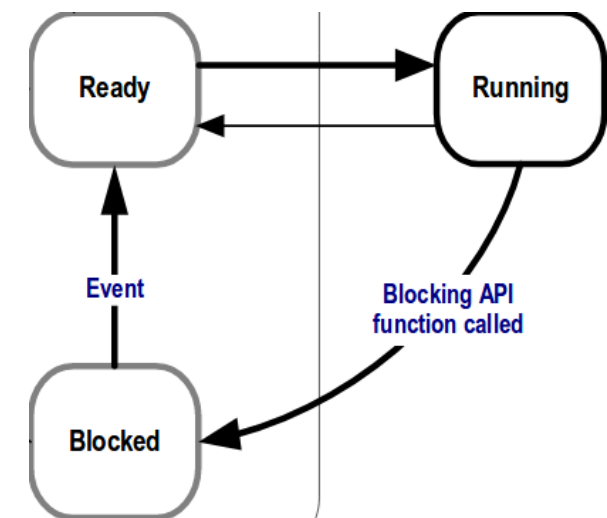 Ready
Running
Event
Blocking API
function called
Blocked